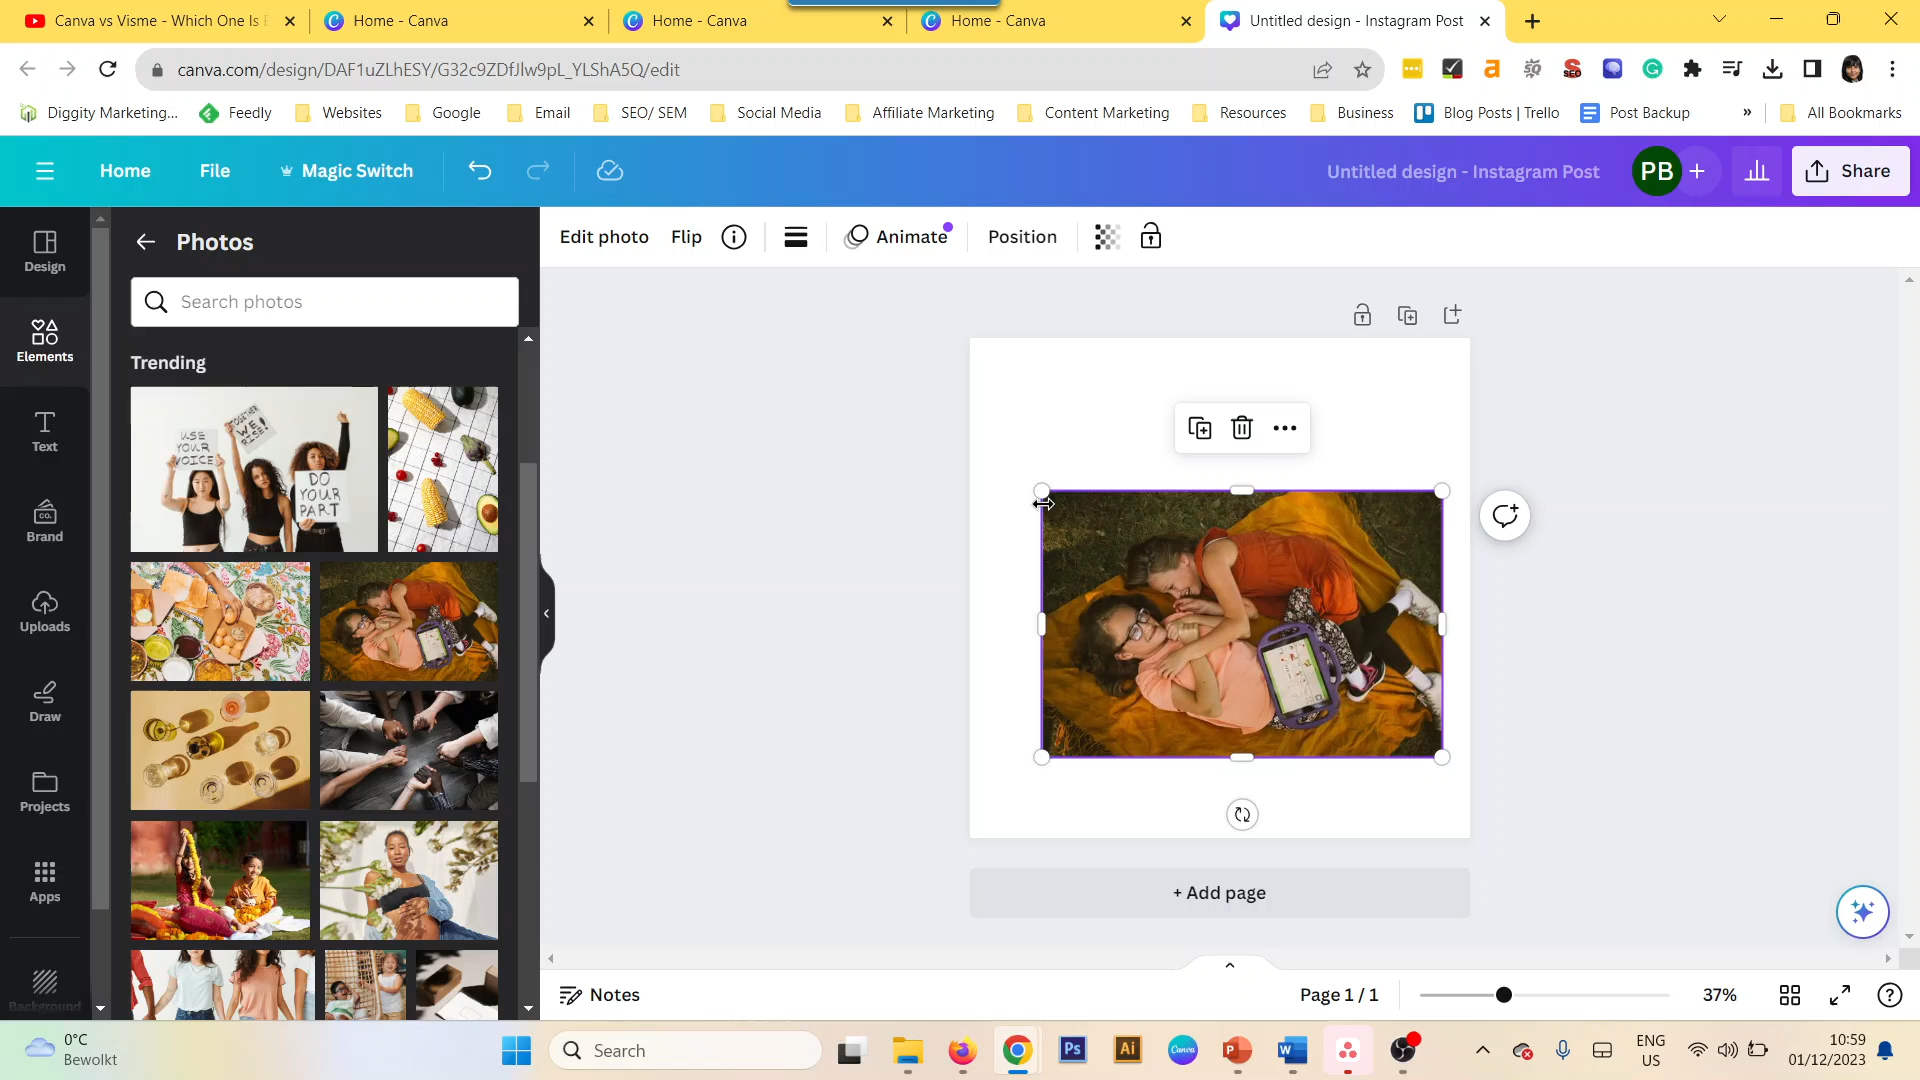 Canva vs Visme - Which One Is
Home - Canva
Home - Canva
Home - Canva
Untitled design - Instagram Post
canva.com/design/DAF1uZLhESY/G32c9ZDfJlw9pL_YLShA5Q/edit
Diggity Marketing...
Feedly
Websites
Google
Email
SEO/ SEM
Social Media
Affiliate Marketing
Content Marketing
Resources
Business
Blog Posts | Trello
Post Backup
»
All Bookmarks
Home
File
Magic Switch
Untitled design - Instagram Post
PB
Share
Design
Elements
Text
Brand
Uploads
Draw
Projects
Apps
Background
Photos
Search photos
Trending
USE YOUR VOICE
TOGETHER WE RISE!
DO YOUR PART
Edit photo
Flip
Animate
Position
+ Add page
Notes
Page 1 / 1
37%
0°C
Bewolkt
Search
Ps
Ai
Canva
ENG
US
10:59
01/12/2023